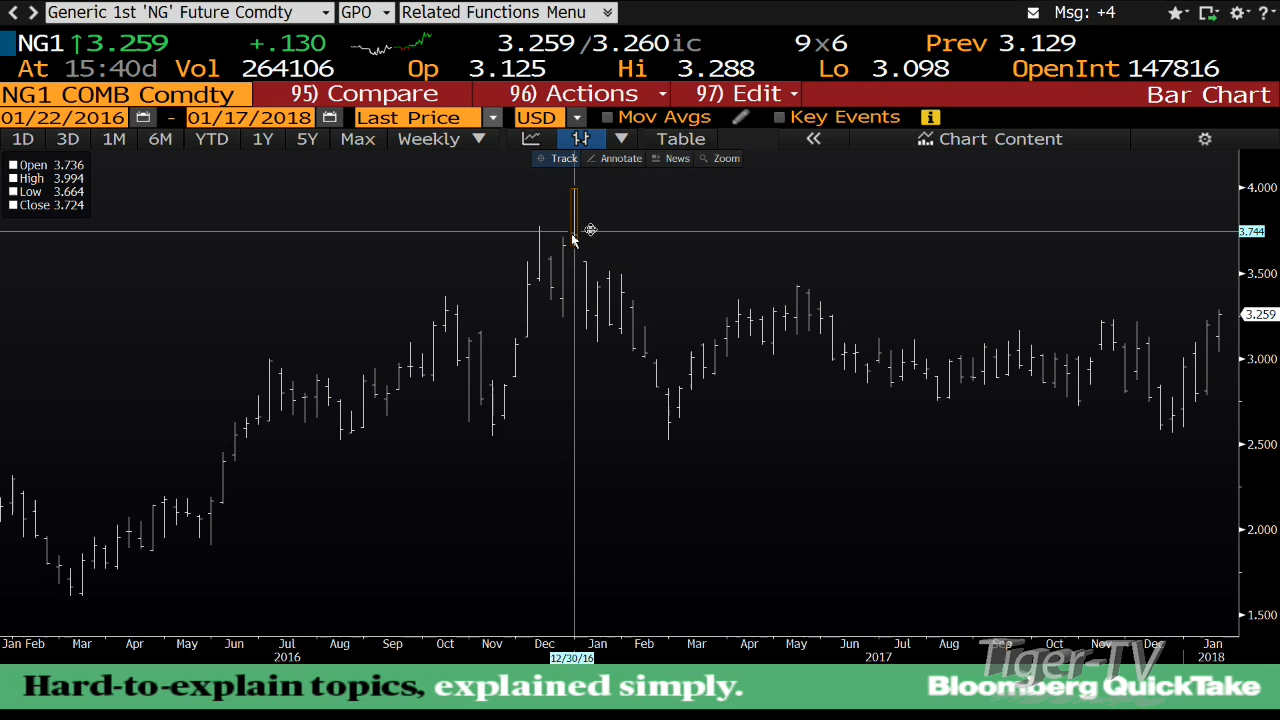 Generic 1st 'NG' Future Comdty GPO Related Functions Menu Msg: +4 ?
NG1 ↑3.259 +.130 3.259 /3.260 ic 9 x 6 Prev 3.129
At 15:40d Vol 264106 Op 3.125 Hi 3.288 Lo 3.098 OpenInt 147816
NG1 COMB Comdty 95) Compare 96) Actions 97) Edit Bar Chart
01/22/2016 - 01/17/2018 Last Price USD Mov Avgs Key Events i
1D 3D 1M 6M YTD 1Y 5Y Max Weekly ▼ Table « Chart Content
Track Annotate News Zoom
Open 3.736
High 3.994
Low 3.664
Close 3.724
4.000
3.744
3.500
3.259
3.000
2.500
2.000
1.500
Jan Feb Mar Apr May Jun Jul Aug Sep Oct Nov Dec Jan Feb Mar Apr May Jun Jul Aug Sep Oct Nov Dec Jan
2016 12/30/16 2017 2018
Tiger-TV
Hard-to-explain topics, explained simply. Bloomberg QuickTake